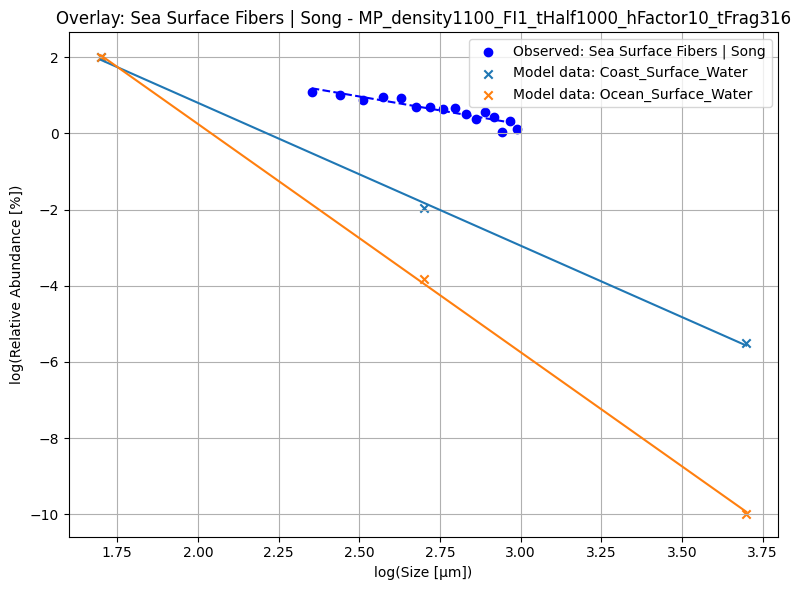 Overlay: Sea Surface Fibers | Song - MP_density1100_FI1_tHalf1000_hFactor10_tFrag316
Observed: Sea Surface Fibers | Song
Model data: Coast_Surface_Water
Model data: Ocean_Surface_Water
log(Relative Abundance [%])
2
0
−2
−4
−6
−8
−10
1.75 2.00 2.25 2.50 2.75 3.00 3.25 3.50 3.75
log(Size [µm])